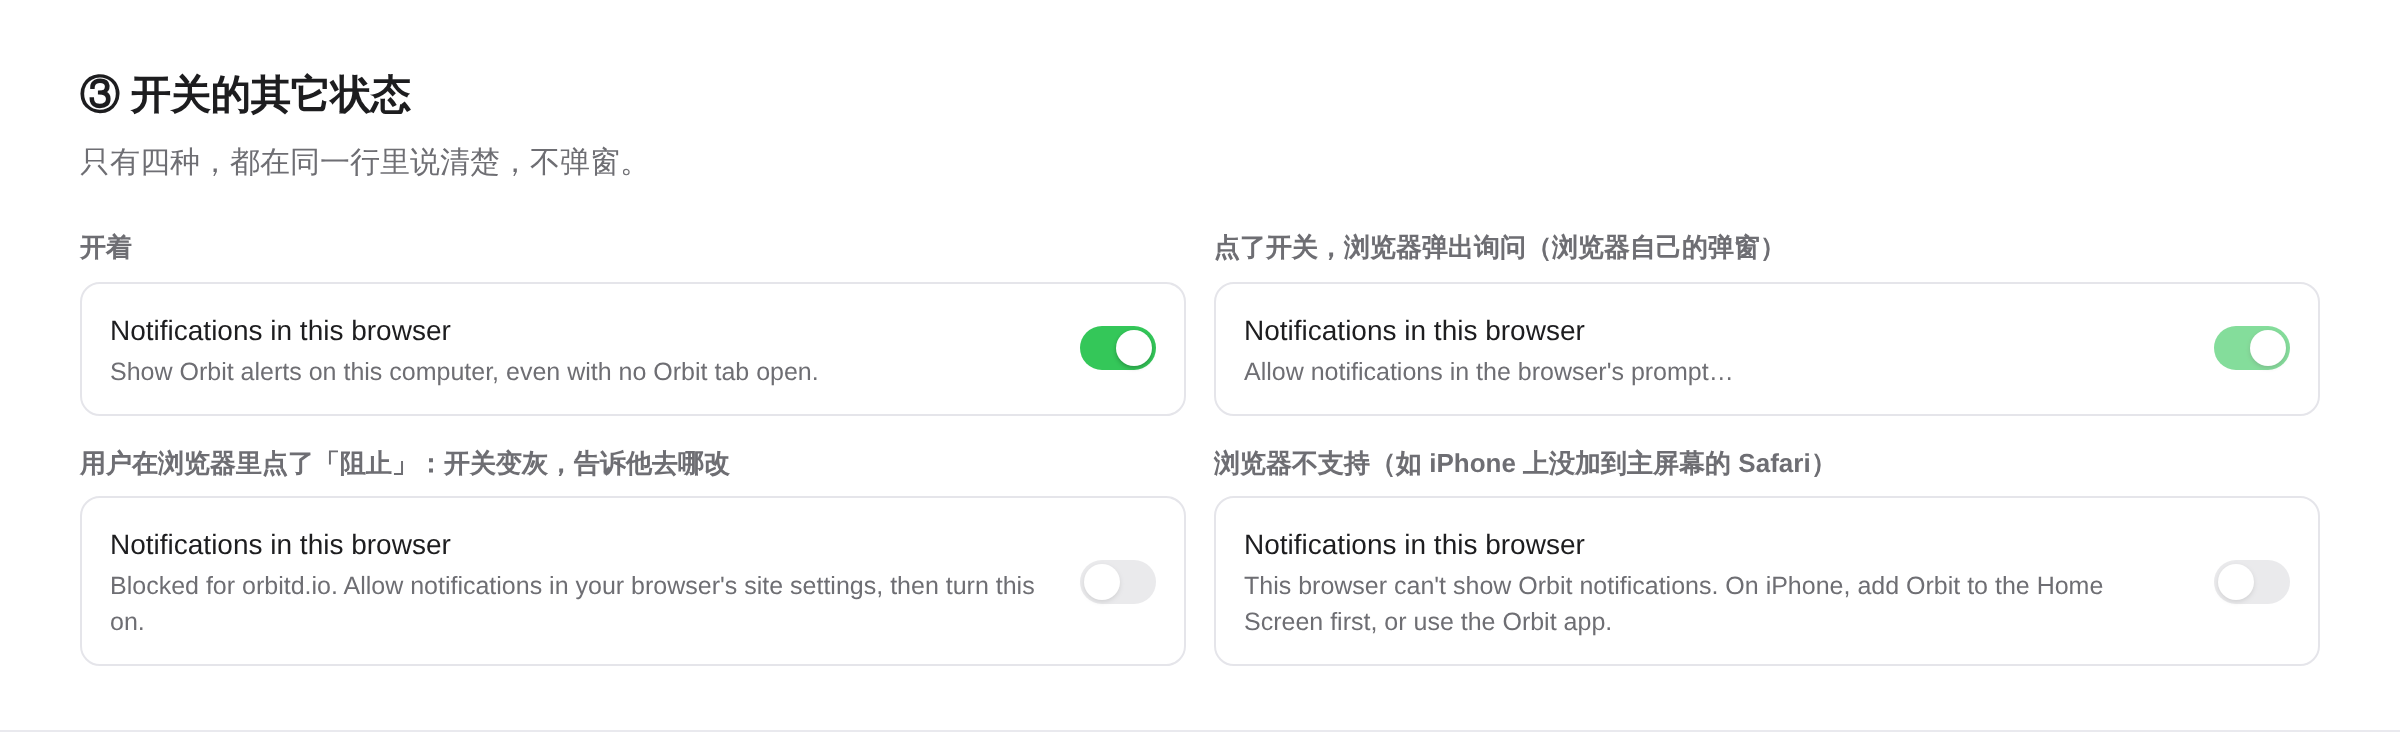 ③ 开关的其它状态
只有四种，都在同一行里说清楚，不弹窗。
开着
Notifications in this browser
Show Orbit alerts on this computer, even with no Orbit tab open.
点了开关，浏览器弹出询问（浏览器自己的弹窗）
Notifications in this browser
Allow notifications in the browser's prompt…
用户在浏览器里点了「阻止」：开关变灰，告诉他去哪改
Notifications in this browser
Blocked for orbitd.io. Allow notifications in your browser's site settings, then turn this
on.
浏览器不支持（如 iPhone 上没加到主屏幕的 Safari）
Notifications in this browser
This browser can't show Orbit notifications. On iPhone, add Orbit to the Home
Screen first, or use the Orbit app.